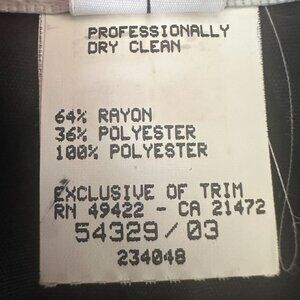 PROFESSIONALLY
DRY CLEAN
64% RAYON
36% POLYESTER
100% POLYESTER
EXCLUSIVE OF TRIM
RN 49422 - CA 21472
54329/03
234048